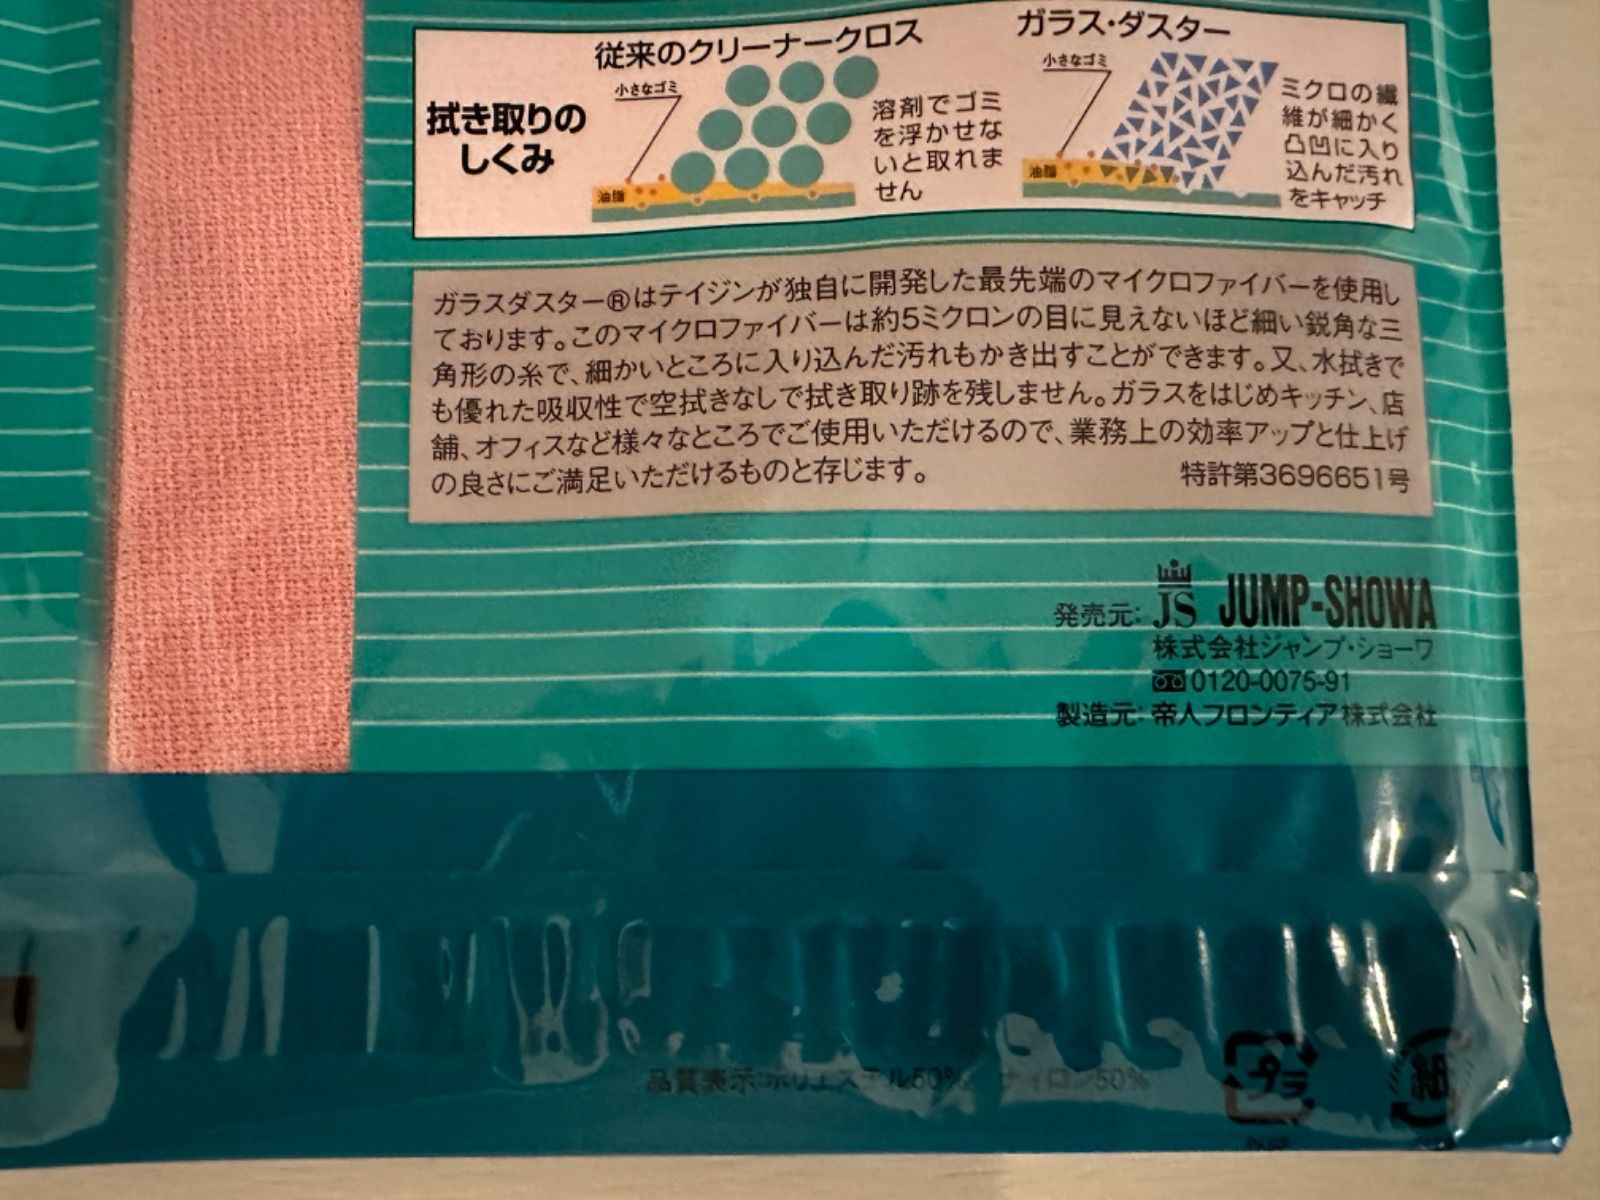 従来のクリーナークロス
ガラス・ダスター
拭き取りの
しくみ
小さなゴミ
油脂
溶剤でゴミ
を浮かせな
いと取れま
せん
小さなゴミ
油脂
ミクロの繊
維が細かく
凸凹に入り
込んだ汚れ
をキャッチ
ガラスダスター®はテイジンが独自に開発した最先端のマイクロファイバーを使用し
ております。このマイクロファイバーは約5ミクロンの目に見えないほど細い鋭角な三
角形の糸で、細かいところに入り込んだ汚れもかき出すことができます。又、水拭きで
も優れた吸収性で空拭きなしで拭き取り跡を残しません。ガラスをはじめキッチン、店
舗、オフィスなど様々なところでご使用いただけるので、業務上の効率アップと仕上げ
の良さにご満足いただけるものと存じます。
特許第3696651号
発売元: JS JUMP-SHOWA
株式会社ジャンプ・ショーワ
0120-0075-91
製造元: 帝人フロンティア株式会社
品質表示:ポリエステル50% ナイロン50%
プラ